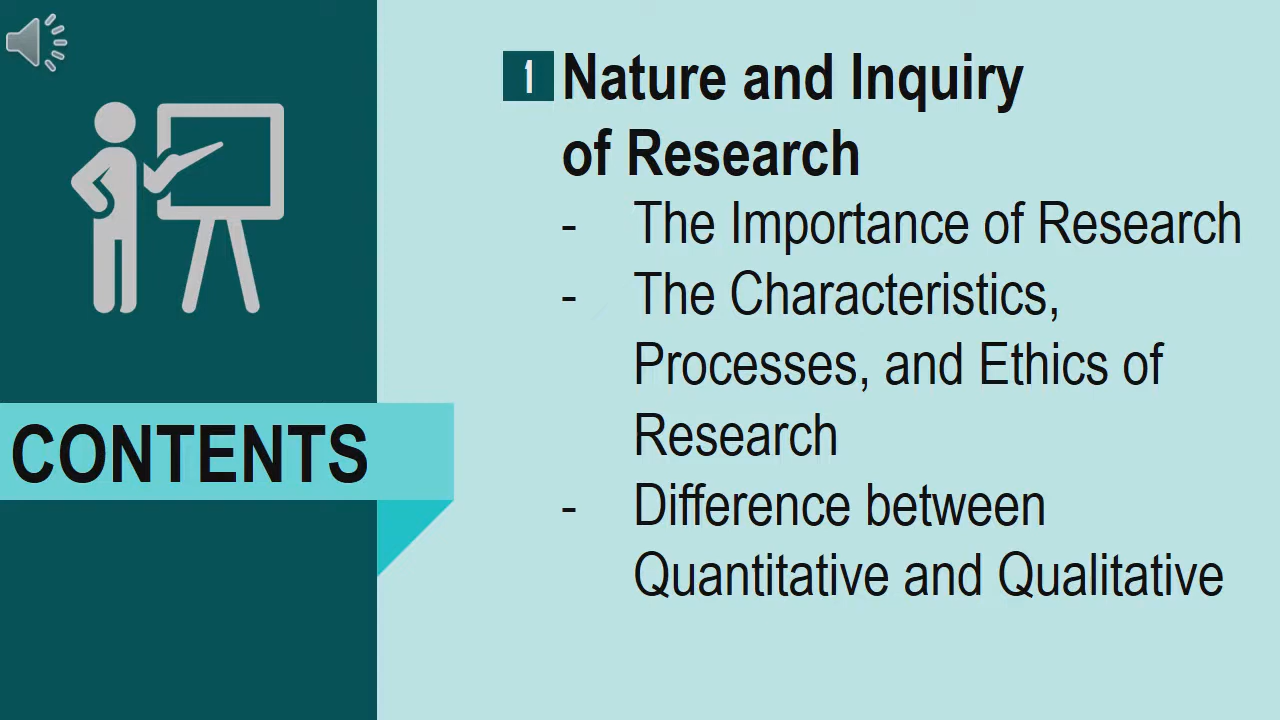 CONTENTS
1 Nature and Inquiry
of Research
- The Importance of Research
- The Characteristics,
Processes, and Ethics of
Research
- Difference between
Quantitative and Qualitative